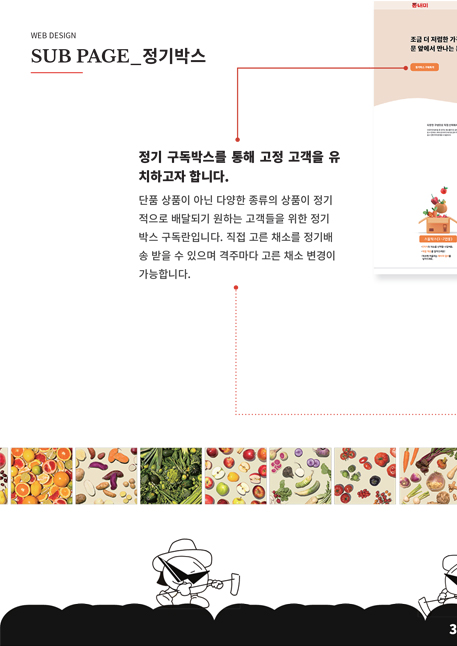 WEB DESIGN
SUB PAGE_정기박스
못난이
조금 더 저렴한 가
문 앞에서 만나는
정기 구독박스를 통해 고정 고객을 유
치하고자 합니다.
단품 상품이 아닌 다양한 종류의 상품이 정기
적으로 배달되기 원하는 고객들을 위한 정기
박스 구독란입니다. 직접 고른 채소를 정기배
송 받을 수 있으며 격주마다 고른 채소 변경이
가능합니다.
3